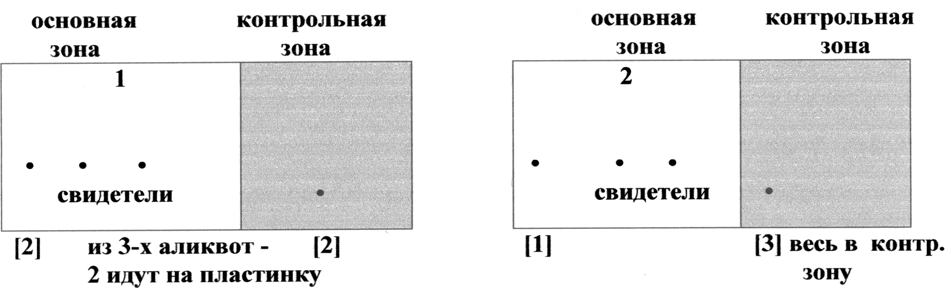 основная контрольная
зона зона
1
свидетели
[2] из 3-х аликвот - [2]
2 идут на пластинку
основная контрольная
зона зона
2
свидетели
[1] [3] весь в контр.
зону